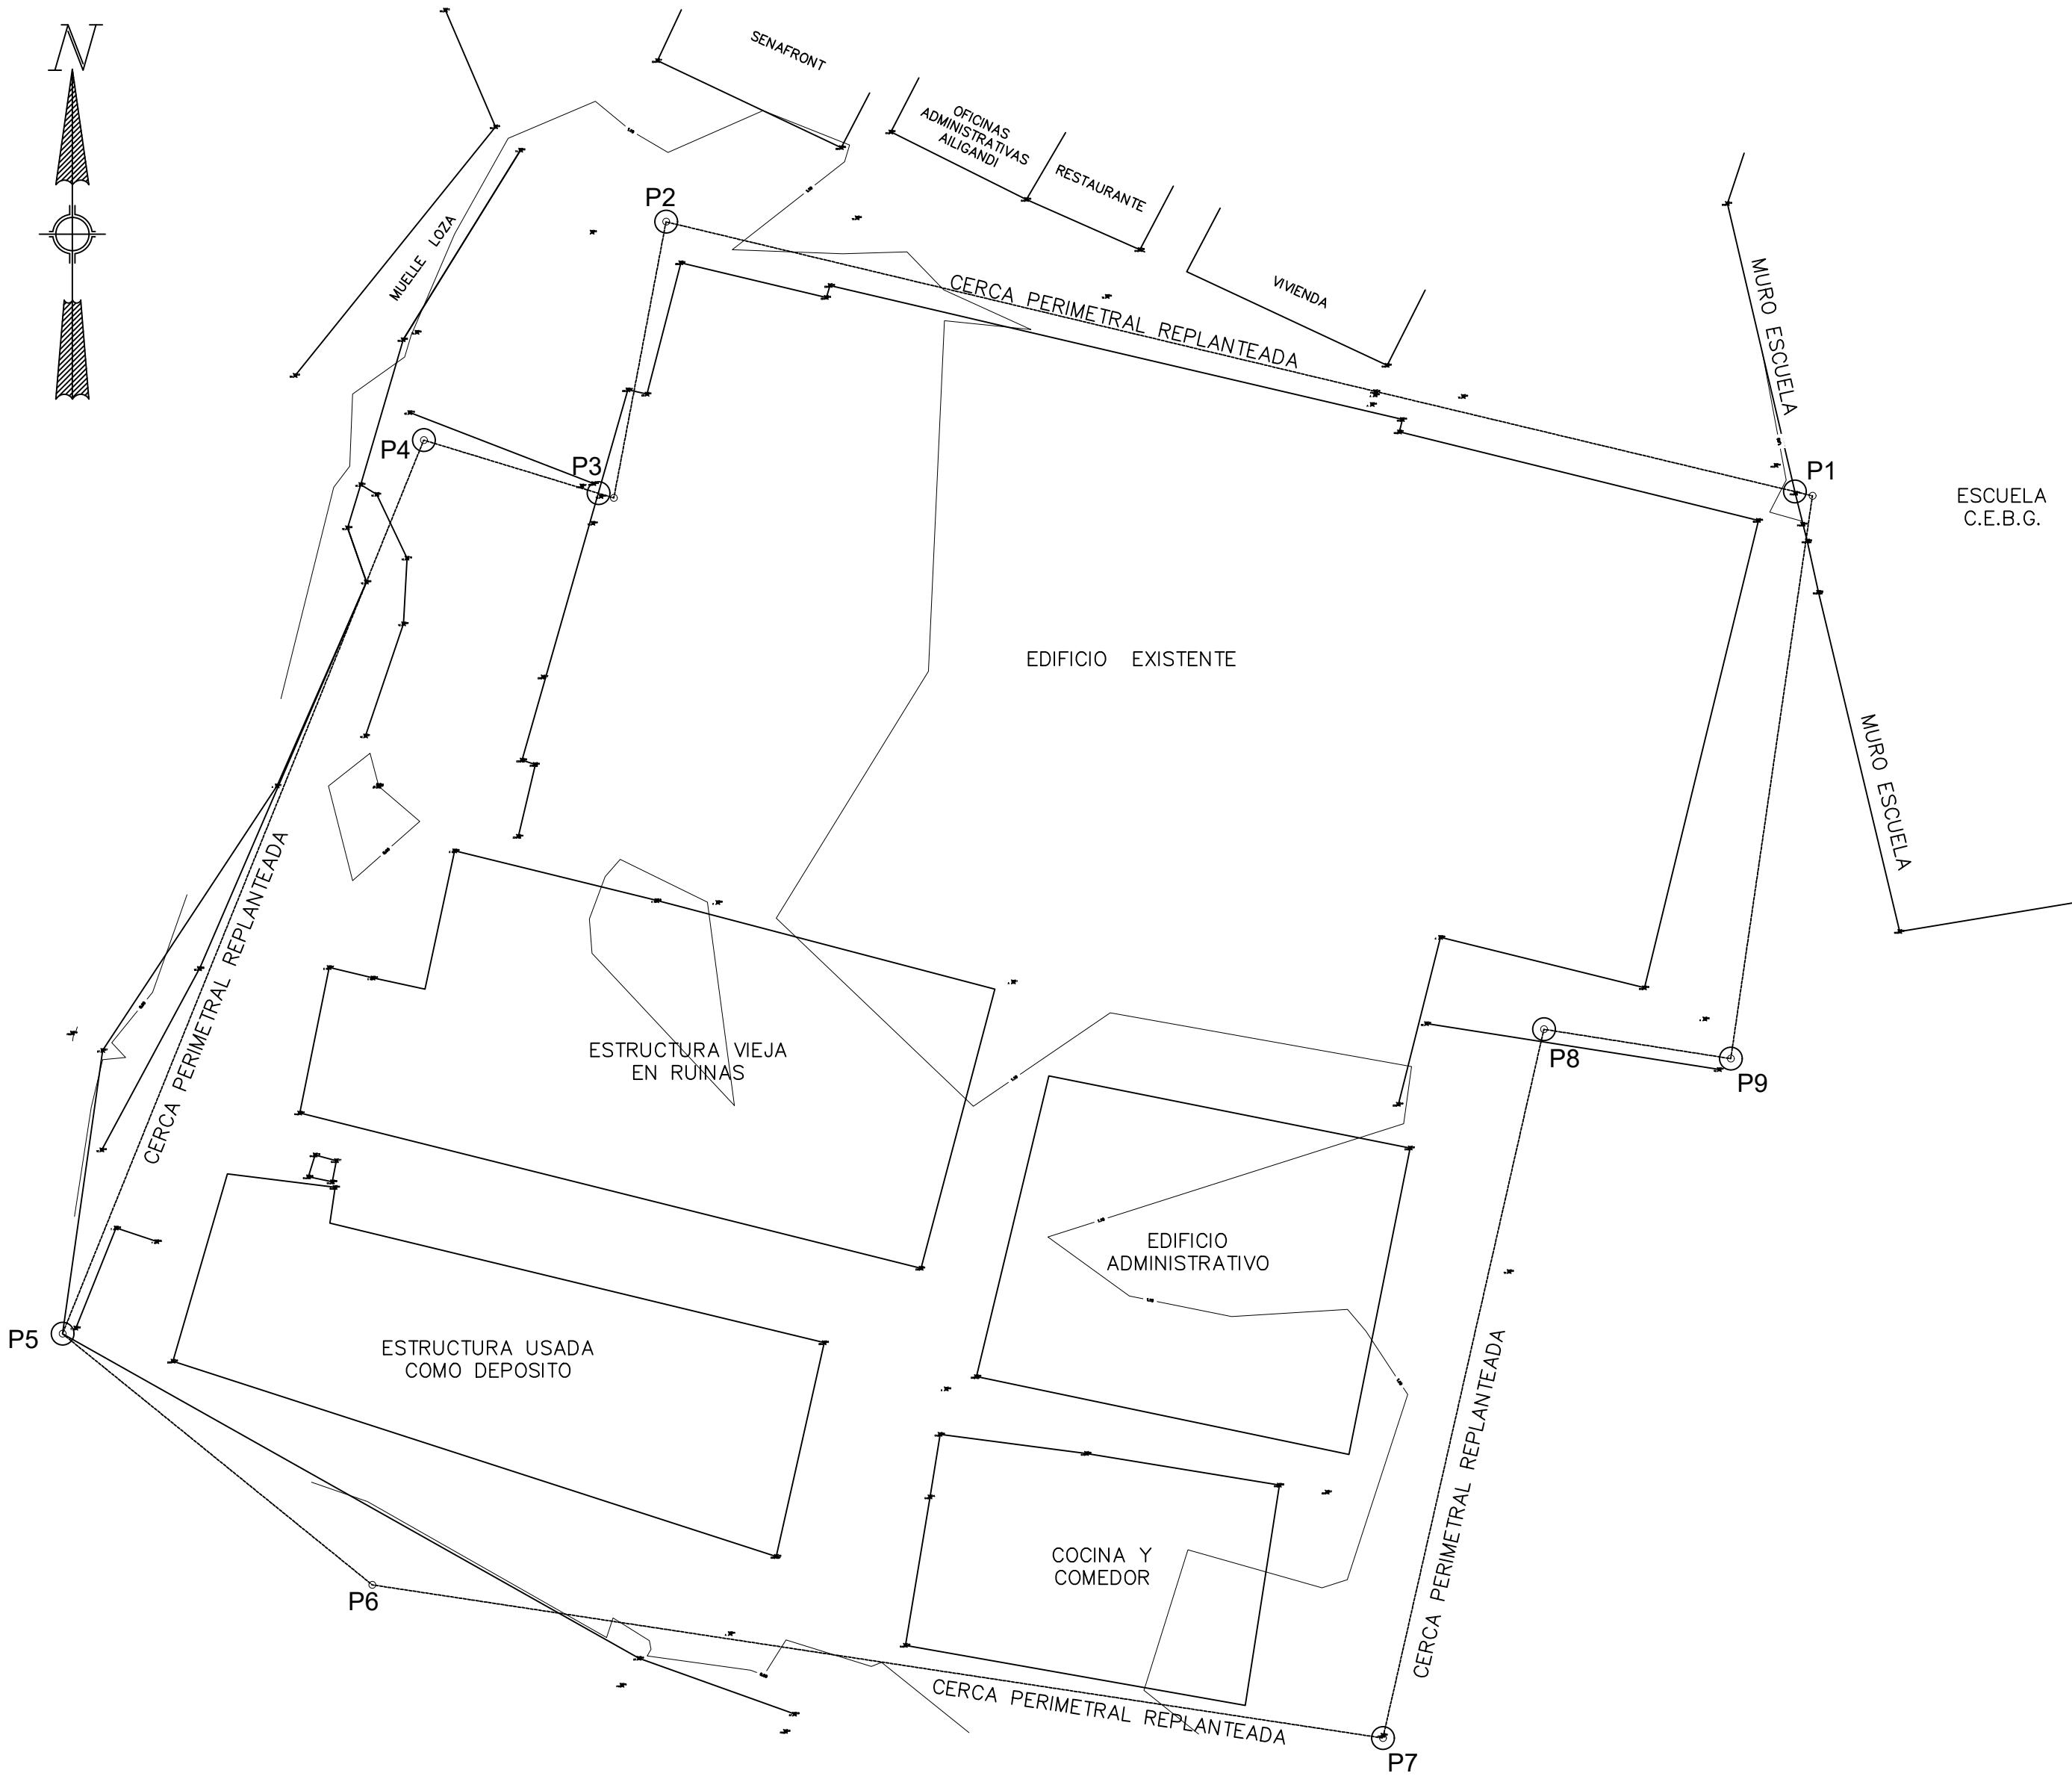 N
SENAFRONT
OFICINAS
ADMINISTRATIVAS
AILIGANDI
RESTAURANTE
P2
MUELLE LOZA
VIVIENDA
CERCA PERIMETRAL REPLANTEADA
MURO ESCUELA
P4
P3
P1
ESCUELA
C.E.B.G.
EDIFICIO EXISTENTE
MURO ESCUELA
CERCA PERIMETRAL REPLANTEADA
ESTRUCTURA VIEJA
EN RUINAS
P8
P9
EDIFICIO
ADMINISTRATIVO
P5
ESTRUCTURA USADA
COMO DEPOSITO
CERCA PERIMETRAL REPLANTEADA
COCINA Y
COMEDOR
P6
CERCA PERIMETRAL REPLANTEADA
P7